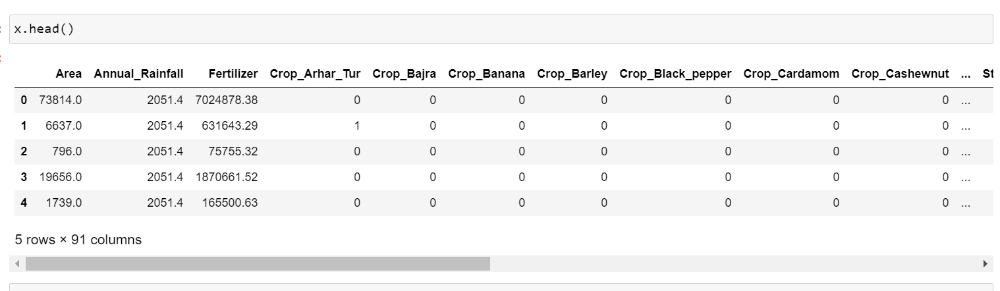 x.head()
Area Annual_Rainfall Fertilizer Crop_Arhar_Tur Crop_Bajra Crop_Banana Crop_Barley Crop_Black_pepper Crop_Cardamom Crop_Cashewnut ... St
0 73814.0 2051.4 7024878.38 0 0 0 0 0 0 0 ...
1 6637.0 2051.4 631643.29 1 0 0 0 0 0 0 ...
2 796.0 2051.4 75755.32 0 0 0 0 0 0 0 ...
3 19656.0 2051.4 1870661.52 0 0 0 0 0 0 0 ...
4 1739.0 2051.4 165500.63 0 0 0 0 0 0 0 ...
5 rows × 91 columns